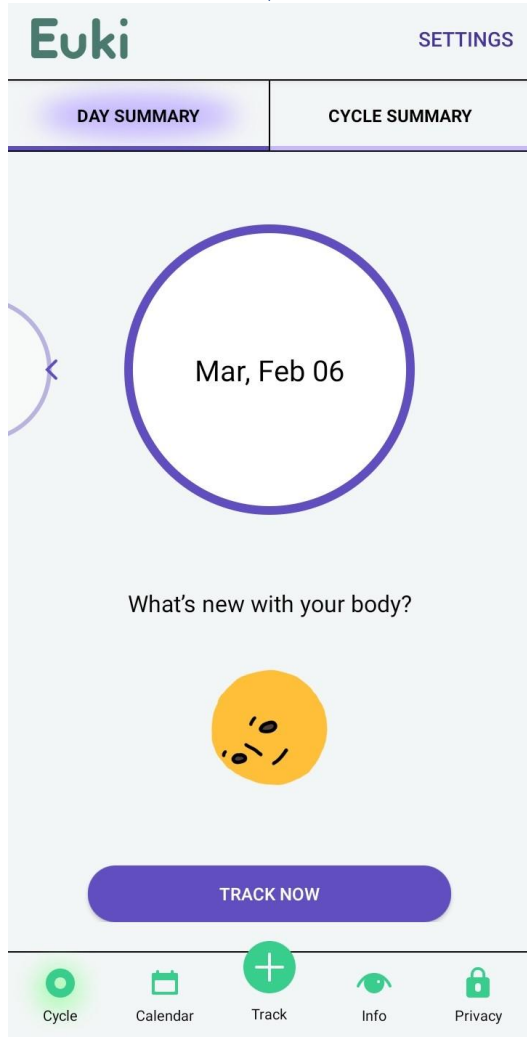 Euki
SETTINGS
DAY SUMMARY
CYCLE SUMMARY
Mar, Feb 06
What's new with your body?
TRACK NOW
Cycle
Calendar
Track
Info
Privacy